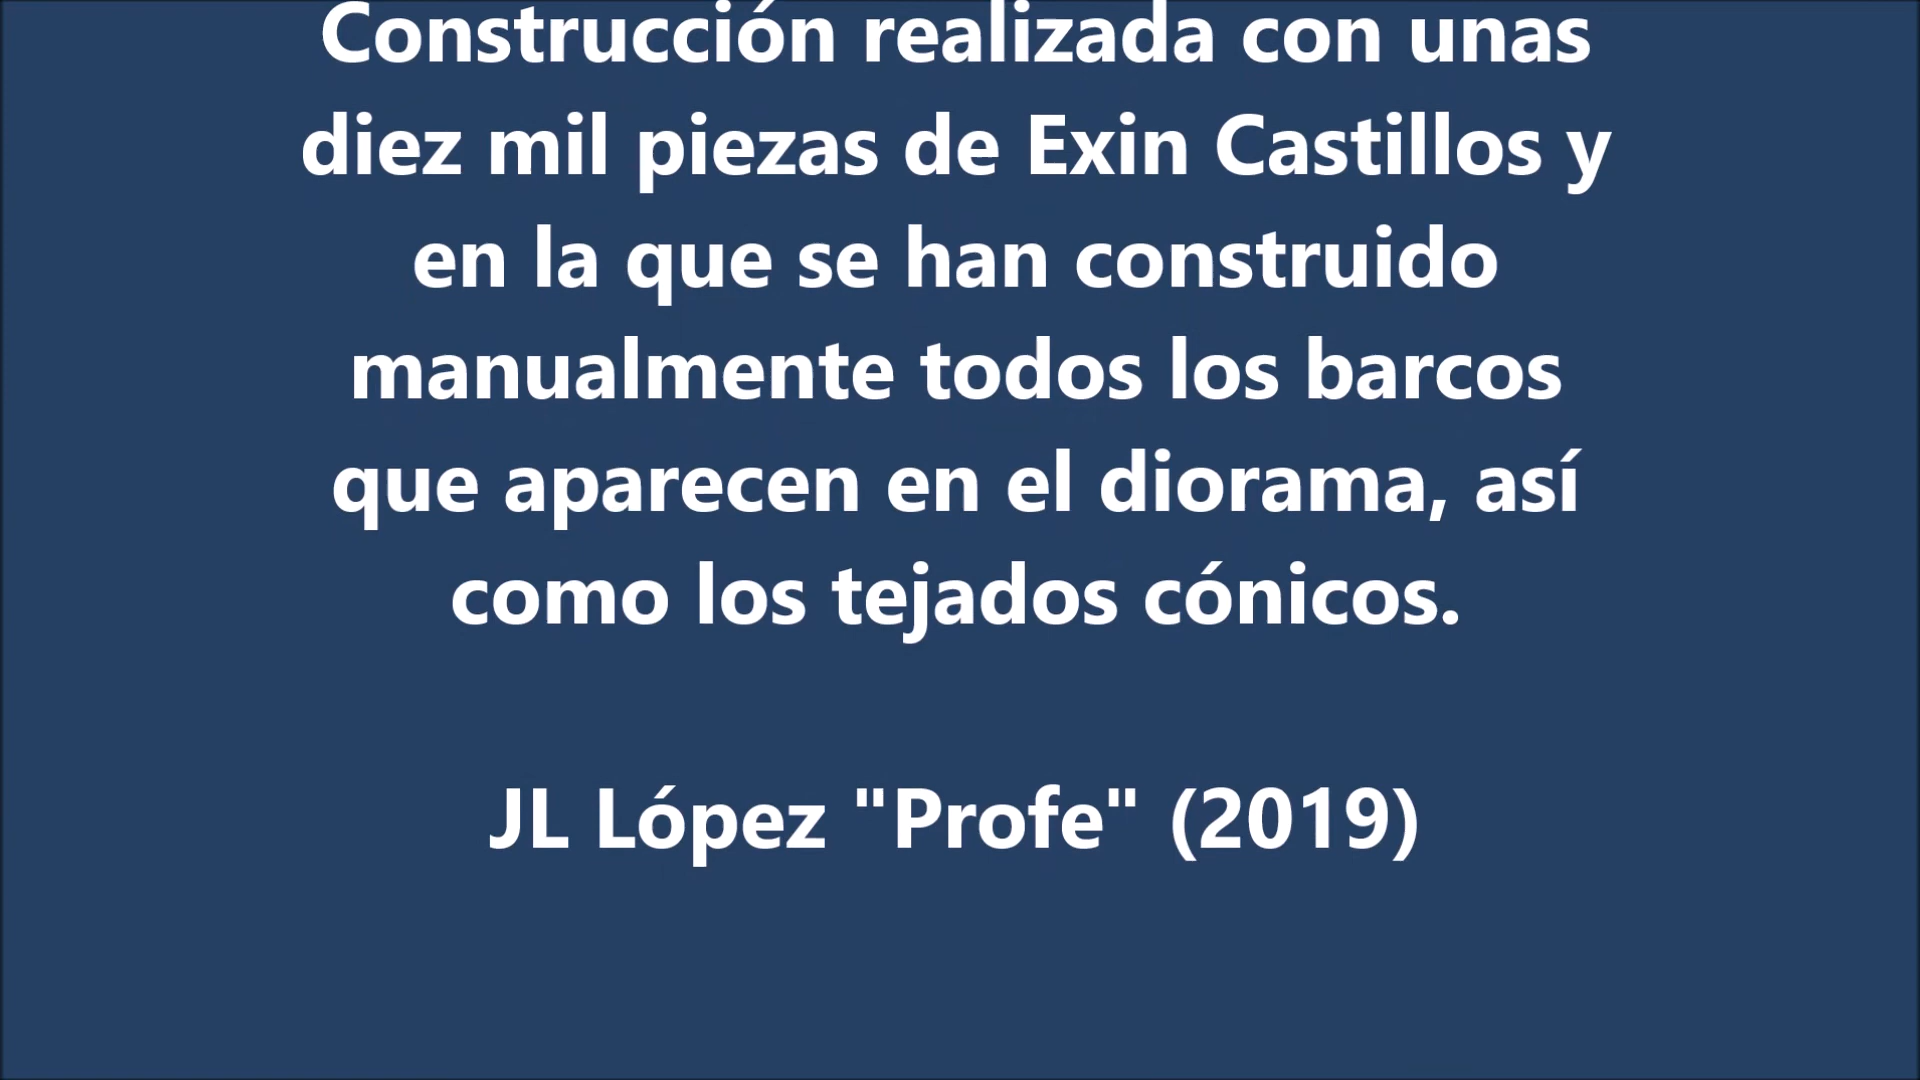 Construcción realizada con unas
diez mil piezas de Exin Castillos y
en la que se han construido
manualmente todos los barcos
que aparecen en el diorama, así
como los tejados cónicos.
JL López "Profe" (2019)